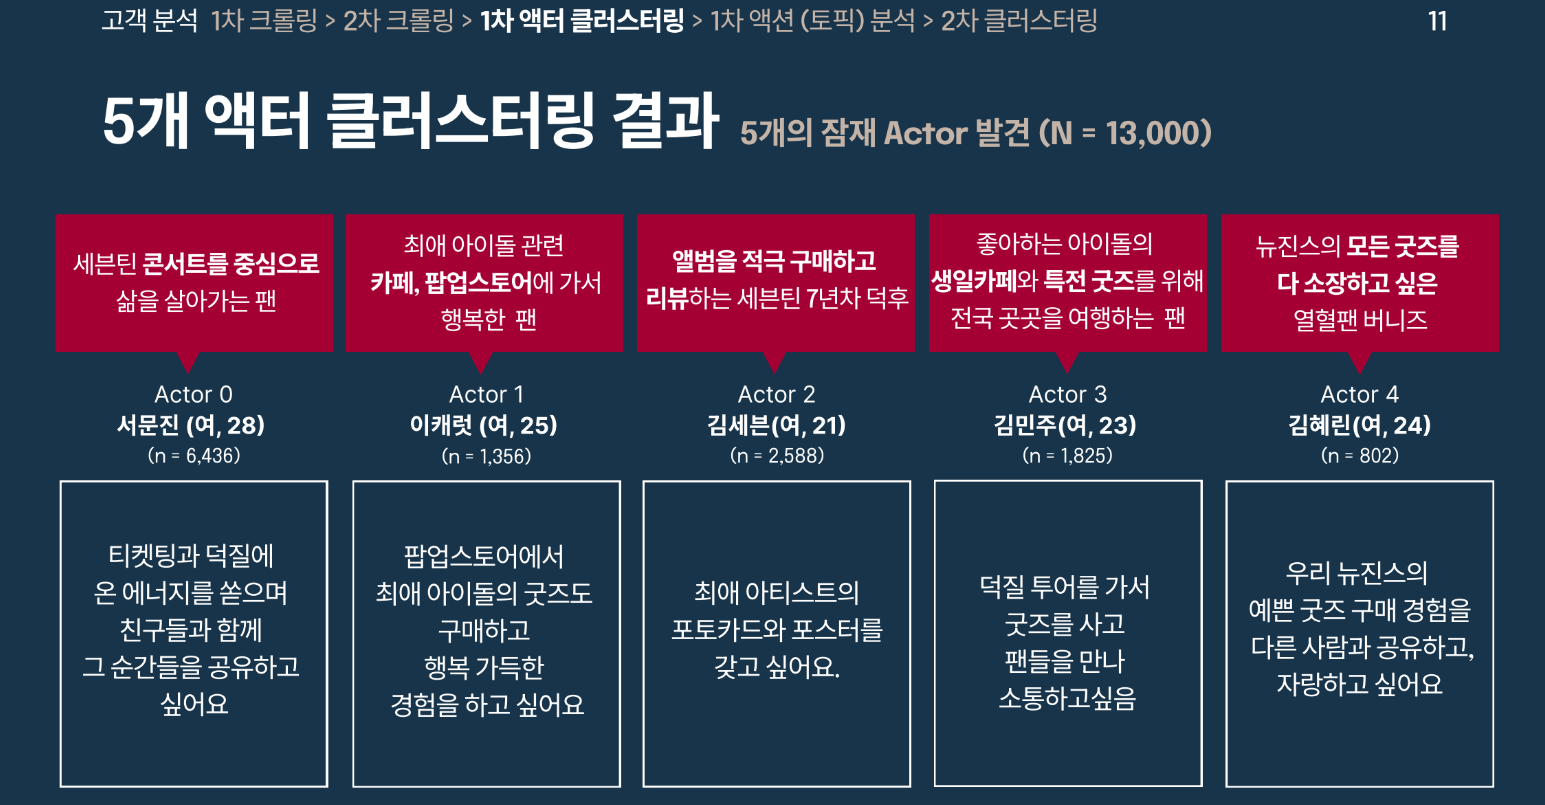 고객 분석 1차 크롤링 > 2차 크롤링 > 1차 액터 클러스터링 > 1차 액션 (토픽) 분석 > 2차 클러스터링
11
5개 액터 클러스터링 결과 5개의 잠재 Actor 발견 (N = 13,000)
세븐틴 콘서트를 중심으로
삶을 살아가는 팬
Actor 0
서문진 (여, 28)
(n = 6,436)
티켓팅과 덕질에
온 에너지를 쏟으며
친구들과 함께
그 순간들을 공유하고
싶어요
최애 아이돌 관련
카페, 팝업스토어에 가서
행복한 팬
Actor 1
이캐럿 (여, 25)
(n = 1,356)
팝업스토어에서
최애 아이돌의 굿즈도
구매하고
행복 가득한
경험을 하고 싶어요
앨범을 적극 구매하고
리뷰하는 세븐틴 7년차 덕후
Actor 2
김세븐(여, 21)
(n = 2,588)
최애 아티스트의
포토카드와 포스터를
갖고 싶어요.
좋아하는 아이돌의
생일카페와 특전 굿즈를 위해
전국 곳곳을 여행하는 팬
Actor 3
김민주(여, 23)
(n = 1,825)
덕질 투어를 가서
굿즈를 사고
팬들을 만나
소통하고싶음
뉴진스의 모든 굿즈를
다 소장하고 싶은
열혈팬 버니즈
Actor 4
김혜린(여, 24)
(n = 802)
우리 뉴진스의
예쁜 굿즈 구매 경험을
다른 사람과 공유하고,
자랑하고 싶어요